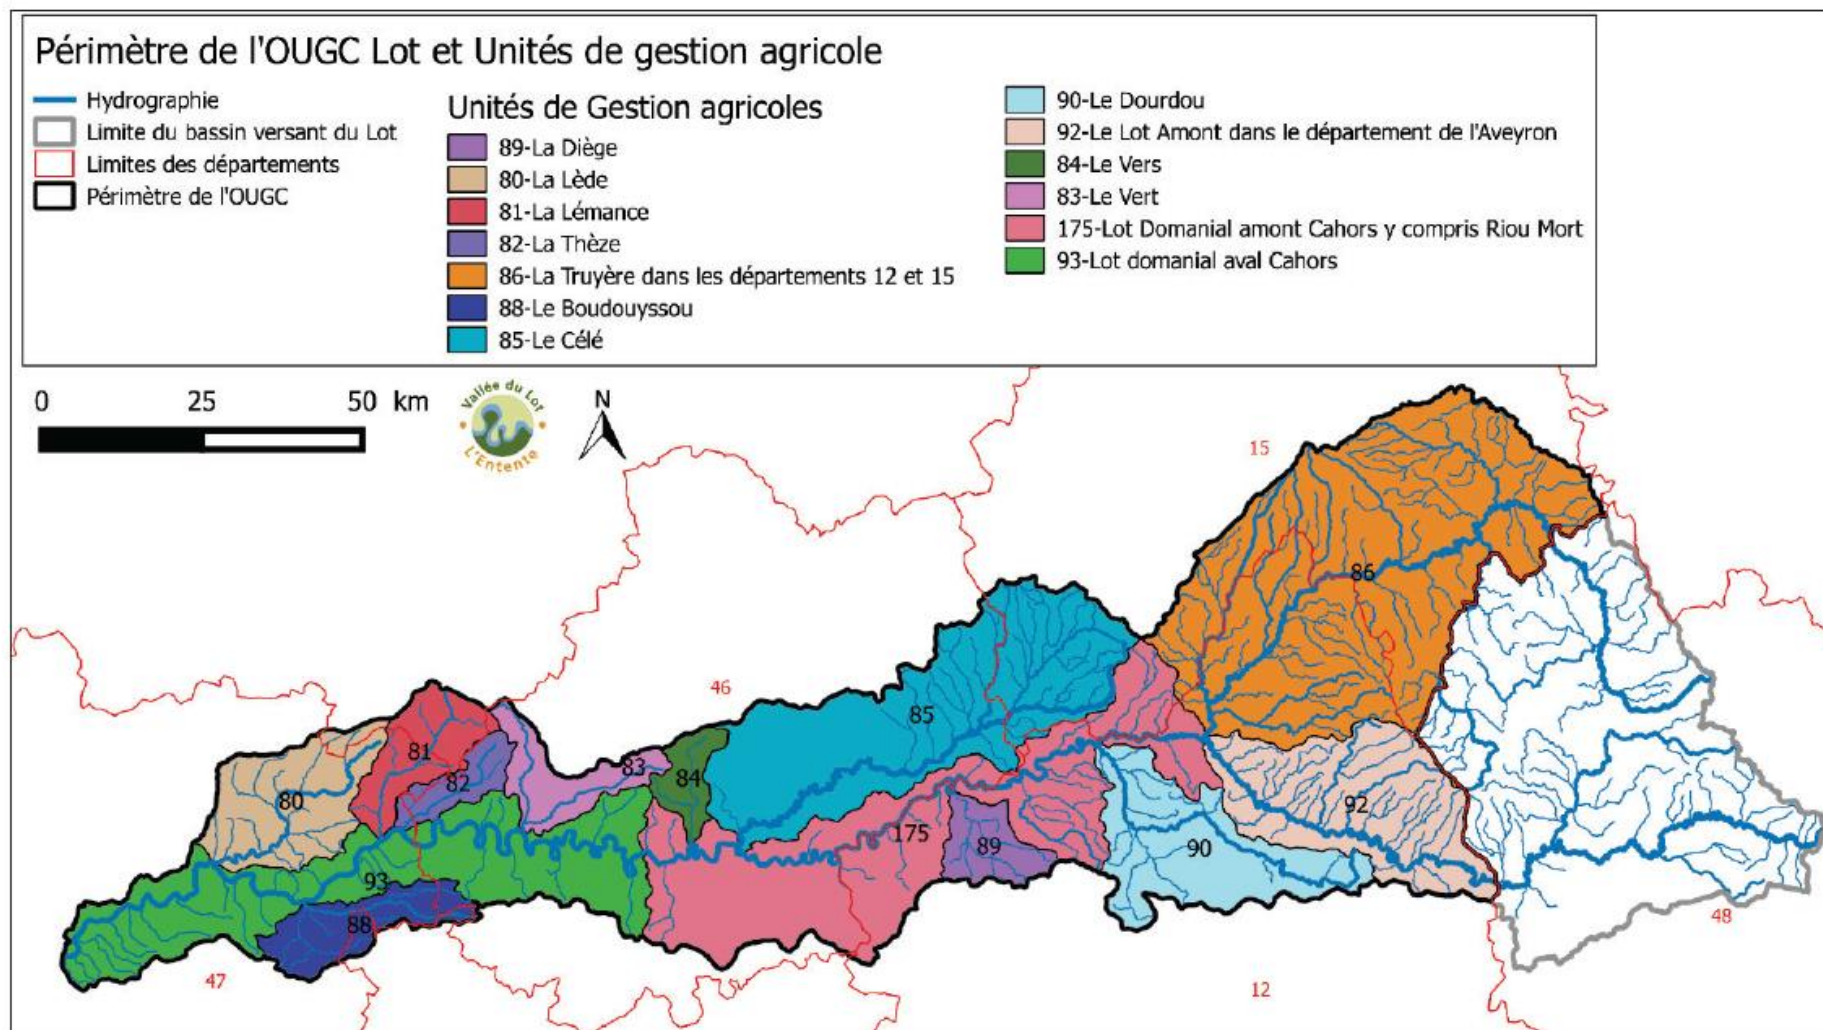 Périmètre de l'OUGC Lot et Unités de gestion agricole
Hydrographie
Limite du bassin versant du Lot
Limites des départements
Périmètre de l'OUGC
Unités de Gestion agricoles
89-La Diège
80-La Lède
81-La Lémance
82-La Thèze
86-La Truyère dans les départements 12 et 15
88-Le Boudouyssou
85-Le Célé
90-Le Dourdou
92-Le Lot Amont dans le département de l'Aveyron
84-Le Vers
83-Le Vert
175-Lot Domanial amont Cahors y compris Riou Mort
93-Lot domanial aval Cahors
0 25 50 km
Vallée du Lot
L'Entente
N
15
86
46
85
81
83
82
84
80
92
175
89
90
93
88
48
47
12